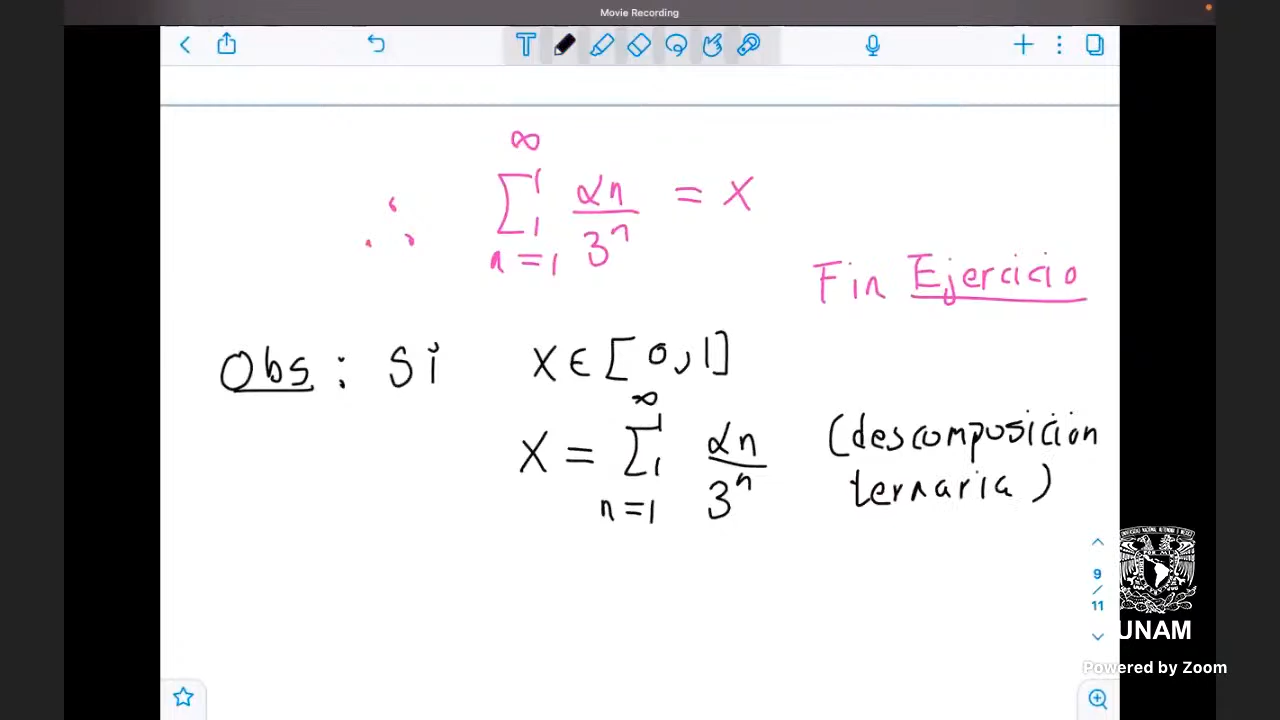 Movie Recording
∞
∴ ∑ αn / 3^n = X
n = 1
Fin Ejercicio
Obs : Si X ∈ [0,1]
∞
X = ∑ αn / 3^n (descomposición
n = 1 ternaria)
9
/
11
UNAM
Powered by Zoom